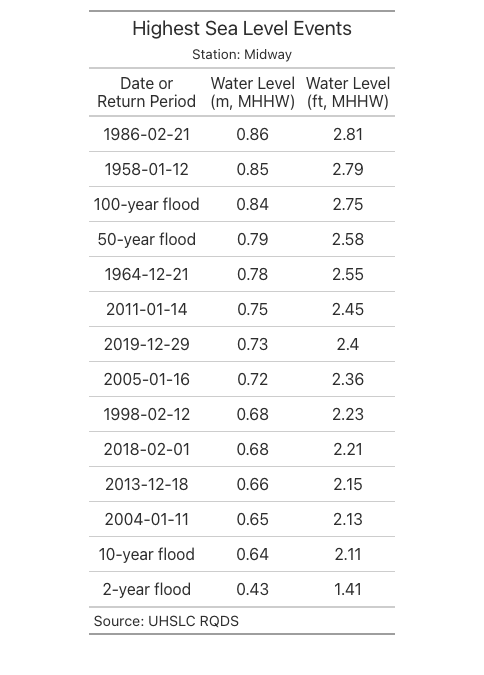 Highest Sea Level Events
Station: Midway
Date or Return Period Water Level (m, MHHW) Water Level (ft, MHHW)
1986-02-21 0.86 2.81
1958-01-12 0.85 2.79
100-year flood 0.84 2.75
50-year flood 0.79 2.58
1964-12-21 0.78 2.55
2011-01-14 0.75 2.45
2019-12-29 0.73 2.4
2005-01-16 0.72 2.36
1998-02-12 0.68 2.23
2018-02-01 0.68 2.21
2013-12-18 0.66 2.15
2004-01-11 0.65 2.13
10-year flood 0.64 2.11
2-year flood 0.43 1.41
Source: UHSLC RQDS